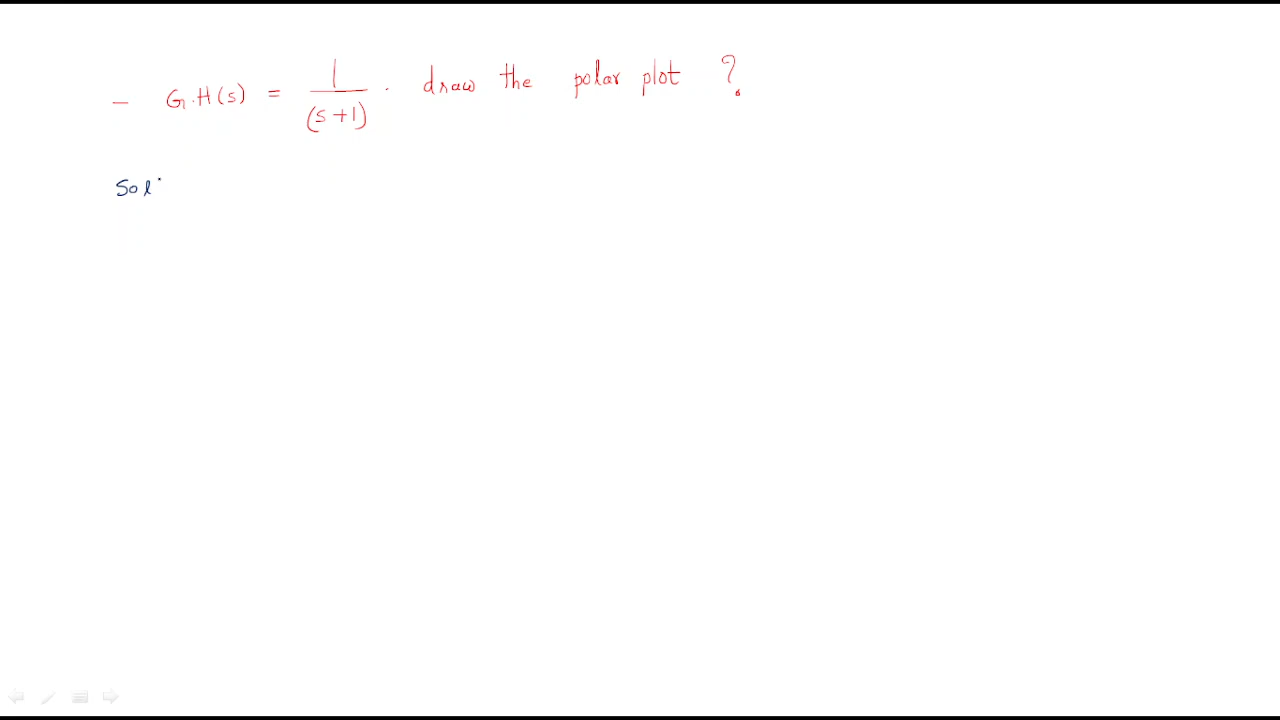 - G.H(s) = 1/(s+1) . draw the polar plot ?
Sol: